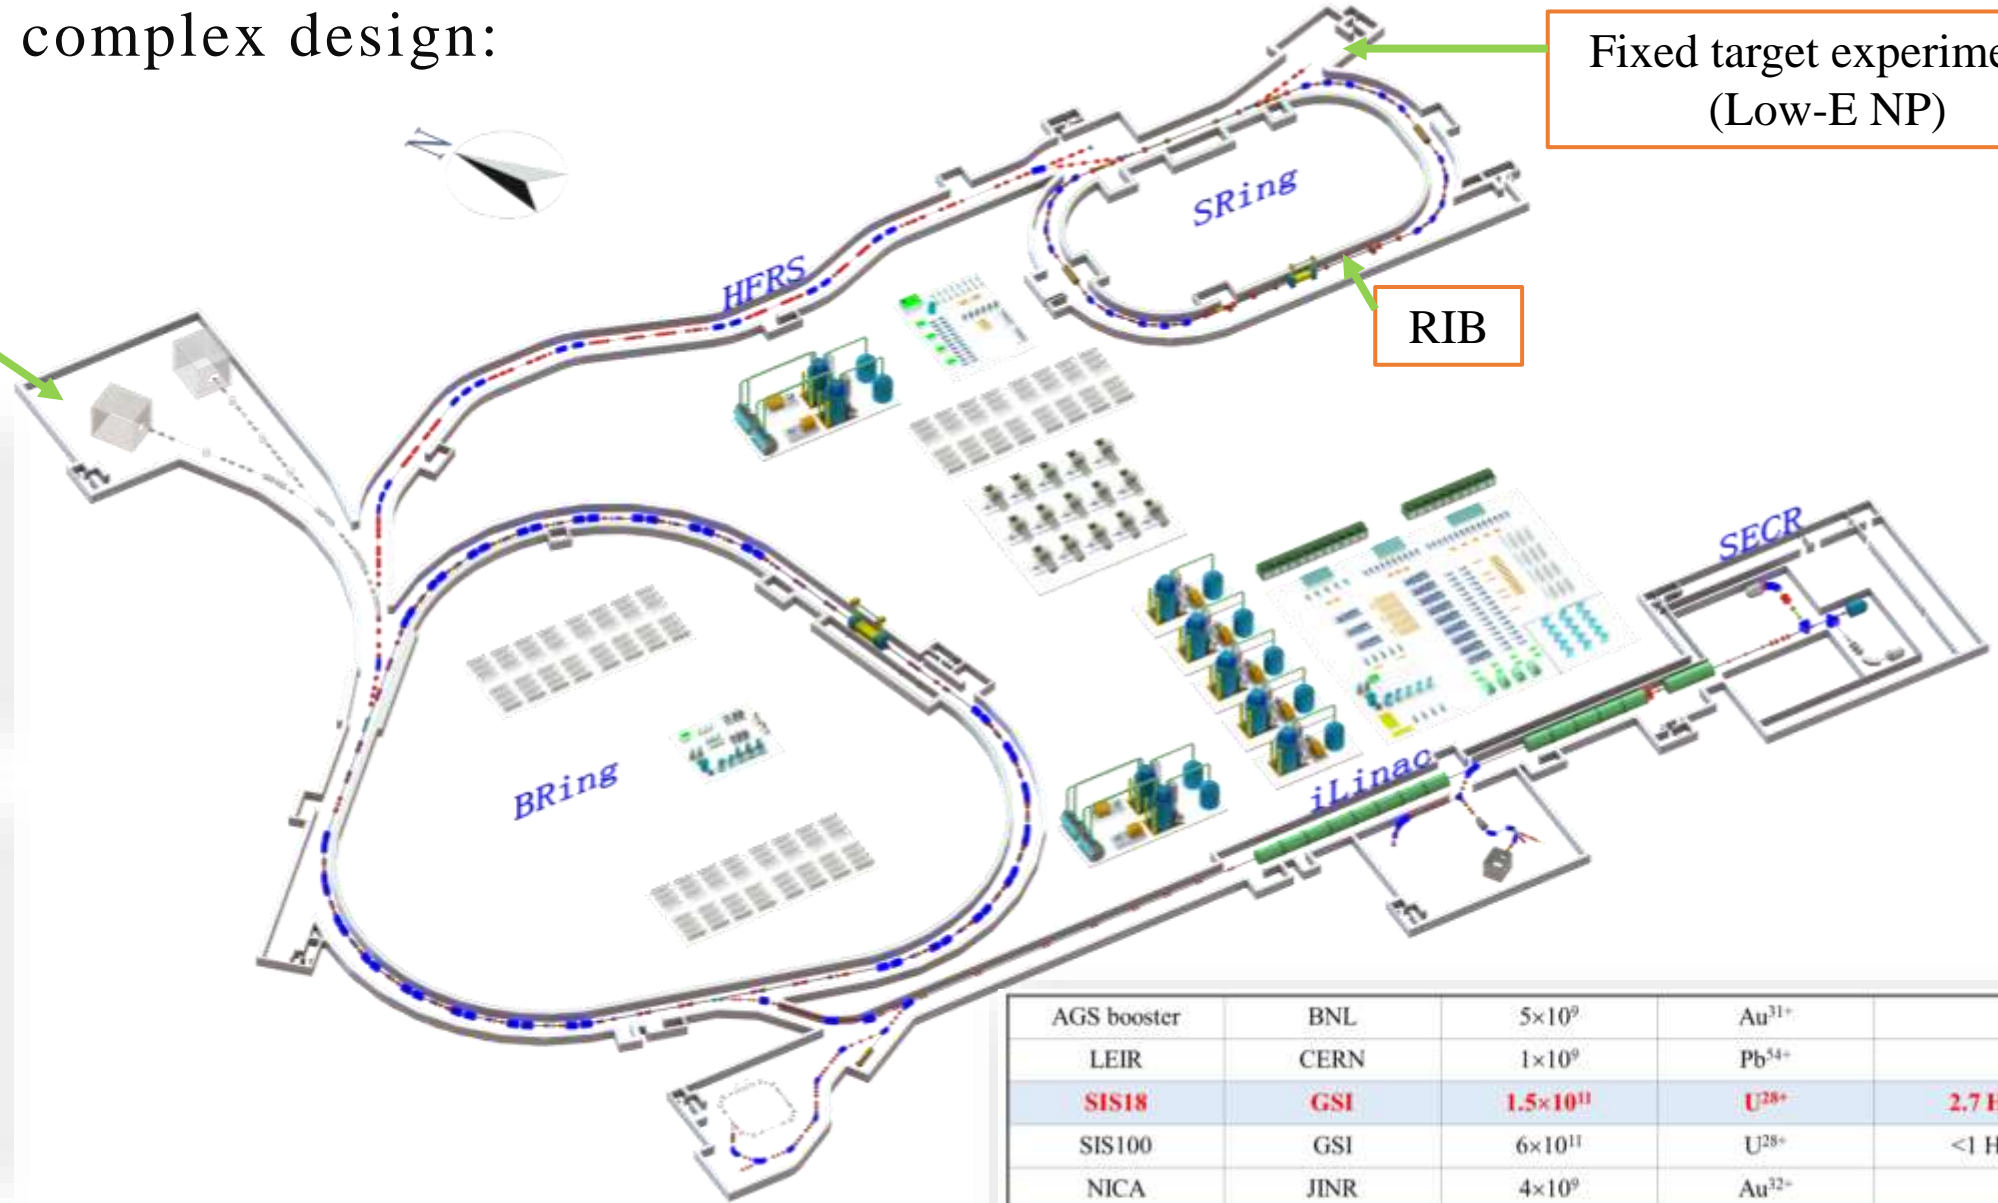 complex design:
Fixed target experime
(Low-E NP)
N
SRing
HFRS
RIB
SECR
BRing
iLinac
AGS booster BNL 5×10⁹ Au³¹⁺
LEIR CERN 1×10⁹ Pb⁵⁴⁺
SIS18 GSI 1.5×10¹¹ U²⁸⁺ 2.7 H
SIS100 GSI 6×10¹¹ U²⁸⁺ <1 H
NICA JINR 4×10⁹ Au³²⁺